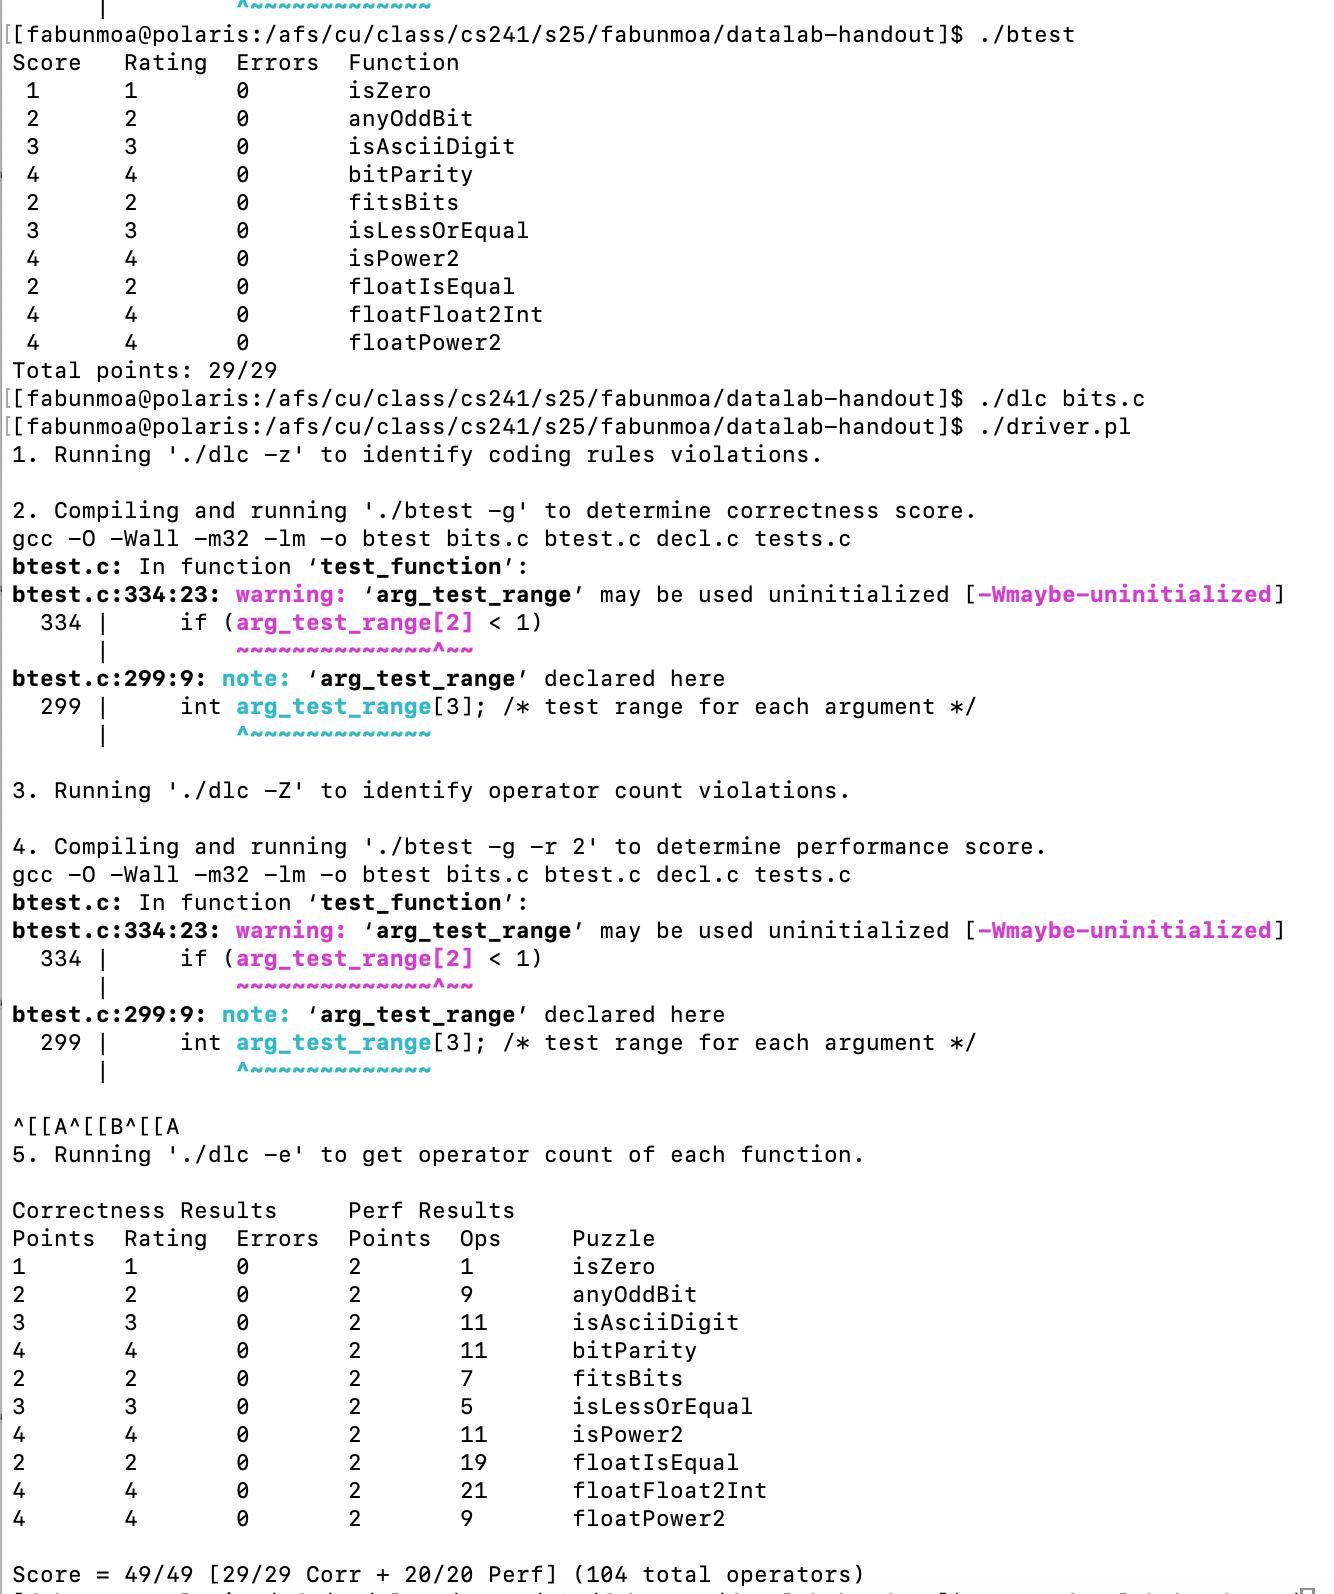 |         ^~~~~~~~~~~~~~
[[fabunmoa@polaris:/afs/cu/class/cs241/s25/fabunmoa/datalab-handout]$ ./btest
Score   Rating  Errors  Function
 1      1       0       isZero
 2      2       0       anyOddBit
 3      3       0       isAsciiDigit
 4      4       0       bitParity
 2      2       0       fitsBits
 3      3       0       isLessOrEqual
 4      4       0       isPower2
 2      2       0       floatIsEqual
 4      4       0       floatFloat2Int
 4      4       0       floatPower2
Total points: 29/29
[[fabunmoa@polaris:/afs/cu/class/cs241/s25/fabunmoa/datalab-handout]$ ./dlc bits.c
[[fabunmoa@polaris:/afs/cu/class/cs241/s25/fabunmoa/datalab-handout]$ ./driver.pl
1. Running './dlc -z' to identify coding rules violations.

2. Compiling and running './btest -g' to determine correctness score.
gcc -O -Wall -m32 -lm -o btest bits.c btest.c decl.c tests.c
btest.c: In function ‘test_function’:
btest.c:334:23: warning: ‘arg_test_range’ may be used uninitialized [-Wmaybe-uninitialized]
  334 |     if (arg_test_range[2] < 1)
      |         ~~~~~~~~~~~~~~^~~
btest.c:299:9: note: ‘arg_test_range’ declared here
  299 |     int arg_test_range[3]; /* test range for each argument */
      |         ^~~~~~~~~~~~~~

3. Running './dlc -Z' to identify operator count violations.

4. Compiling and running './btest -g -r 2' to determine performance score.
gcc -O -Wall -m32 -lm -o btest bits.c btest.c decl.c tests.c
btest.c: In function ‘test_function’:
btest.c:334:23: warning: ‘arg_test_range’ may be used uninitialized [-Wmaybe-uninitialized]
  334 |     if (arg_test_range[2] < 1)
      |         ~~~~~~~~~~~~~~^~~
btest.c:299:9: note: ‘arg_test_range’ declared here
  299 |     int arg_test_range[3]; /* test range for each argument */
      |         ^~~~~~~~~~~~~~

^[[A^[[B^[[A
5. Running './dlc -e' to get operator count of each function.

Correctness Results     Perf Results
Points  Rating  Errors  Points  Ops     Puzzle
1       1       0       2       1       isZero
2       2       0       2       9       anyOddBit
3       3       0       2       11      isAsciiDigit
4       4       0       2       11      bitParity
2       2       0       2       7       fitsBits
3       3       0       2       5       isLessOrEqual
4       4       0       2       11      isPower2
2       2       0       2       19      floatIsEqual
4       4       0       2       21      floatFloat2Int
4       4       0       2       9       floatPower2

Score = 49/49 [29/29 Corr + 20/20 Perf] (104 total operators)